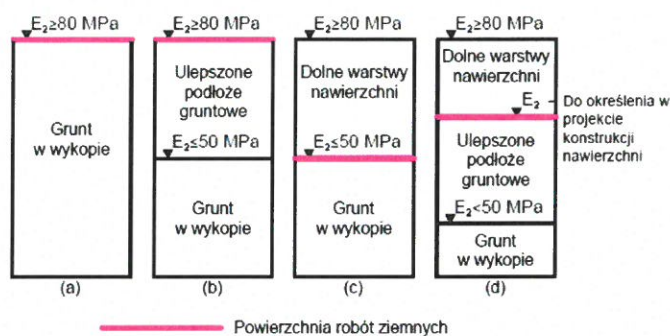 E₂≥80 MPa
Grunt
w wykopie
(a)
E₂≥80 MPa
Ulepszone
podłoże
gruntowe
E₂≤50 MPa
Grunt
w wykopie
(b)
E₂≥80 MPa
Dolne warstwy
nawierzchni
E₂≤50 MPa
Grunt
w wykopie
(c)
E₂≥80 MPa
Dolne warstwy
nawierzchni
E₂
Do określenia w
projekcie
konstrukcji
nawierzchni
Ulepszone
podłoże
gruntowe
E₂<50 MPa
Grunt
w wykopie
(d)
Powierzchnia robót ziemnych